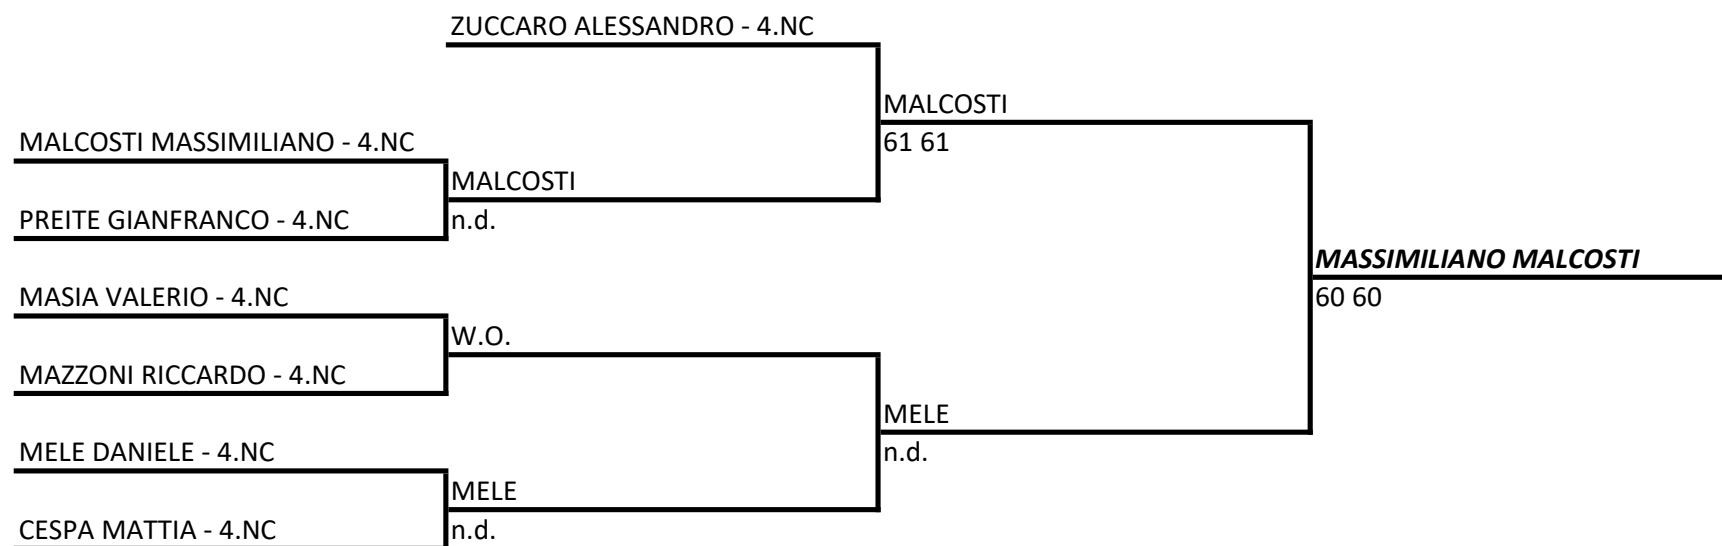 ZUCCARO ALESSANDRO - 4.NC
MALCOSTI
MALCOSTI MASSIMILIANO - 4.NC
61 61
MALCOSTI
PREITE GIANFRANCO - 4.NC
n.d.
MASSIMILIANO MALCOSTI
MASIA VALERIO - 4.NC
60 60
W.O.
MAZZONI RICCARDO - 4.NC
MELE
MELE DANIELE - 4.NC
n.d.
MELE
CESPA MATTIA - 4.NC
n.d.